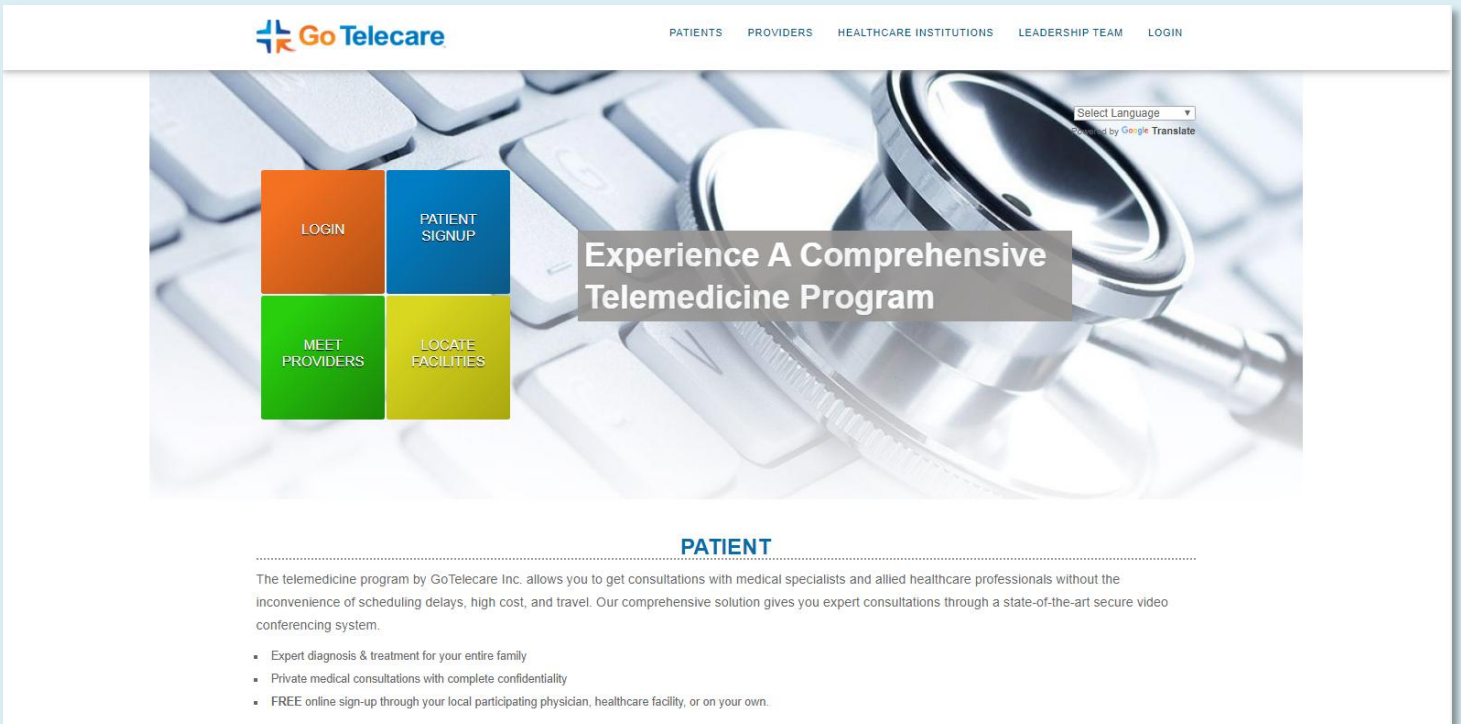 Go Telecare
PATIENTS PROVIDERS HEALTHCARE INSTITUTIONS LEADERSHIP TEAM LOGIN
Select Language
Powered by Google Translate
LOGIN
PATIENT
SIGNUP
MEET
PROVIDERS
LOCATE
FACILITIES
Experience A Comprehensive
Telemedicine Program
PATIENT
The telemedicine program by GoTelecare Inc. allows you to get consultations with medical specialists and allied healthcare professionals without the
inconvenience of scheduling delays, high cost, and travel. Our comprehensive solution gives you expert consultations through a state-of-the-art secure video
conferencing system.
Expert diagnosis & treatment for your entire family
Private medical consultations with complete confidentiality
FREE online sign-up through your local participating physician, healthcare facility, or on your own.